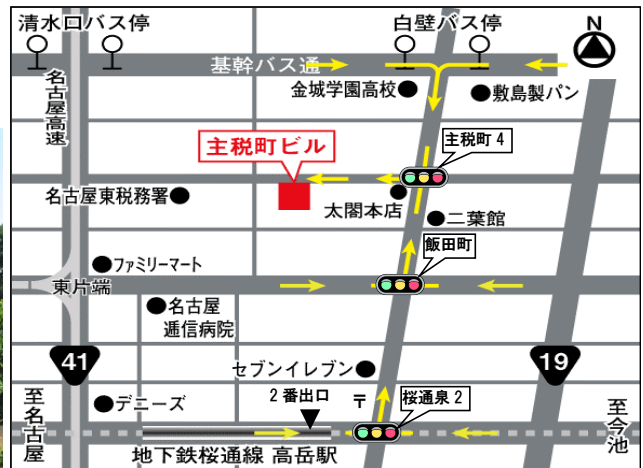 清水口バス停
白壁バス停
N
基幹バス通
名古屋高速
金城学園高校
敷島製パン
主税町ビル
主税町4
名古屋東税務署
太閤本店
二葉館
飯田町
ファミリーマート
東片端
名古屋
逓信病院
セブンイレブン
41
19
2番出口
〒
桜通泉2
デニーズ
至名古屋
至今池
地下鉄桜通線 高岳駅